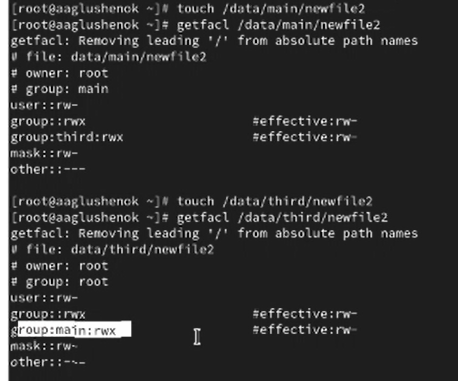 [root@aaglushenok ~]# touch /data/main/newfile2
[root@aaglushenok ~]# getfacl /data/main/newfile2
getfacl: Removing leading '/' from absolute path names
# file: data/main/newfile2
# owner: root
# group: main
user::rw-
group::rwx #effective:rw-
group:third:rwx #effective:rw-
mask::rw-
other::---
[root@aaglushenok ~]# touch /data/third/newfile2
[root@aaglushenok ~]# getfacl /data/third/newfile2
getfacl: Removing leading '/' from absolute path names
# file: data/third/newfile2
# owner: root
# group: root
user::rw-
group::rwx #effective:rw-
group:main:rwx #effective:rw-
mask::rw-
other::---